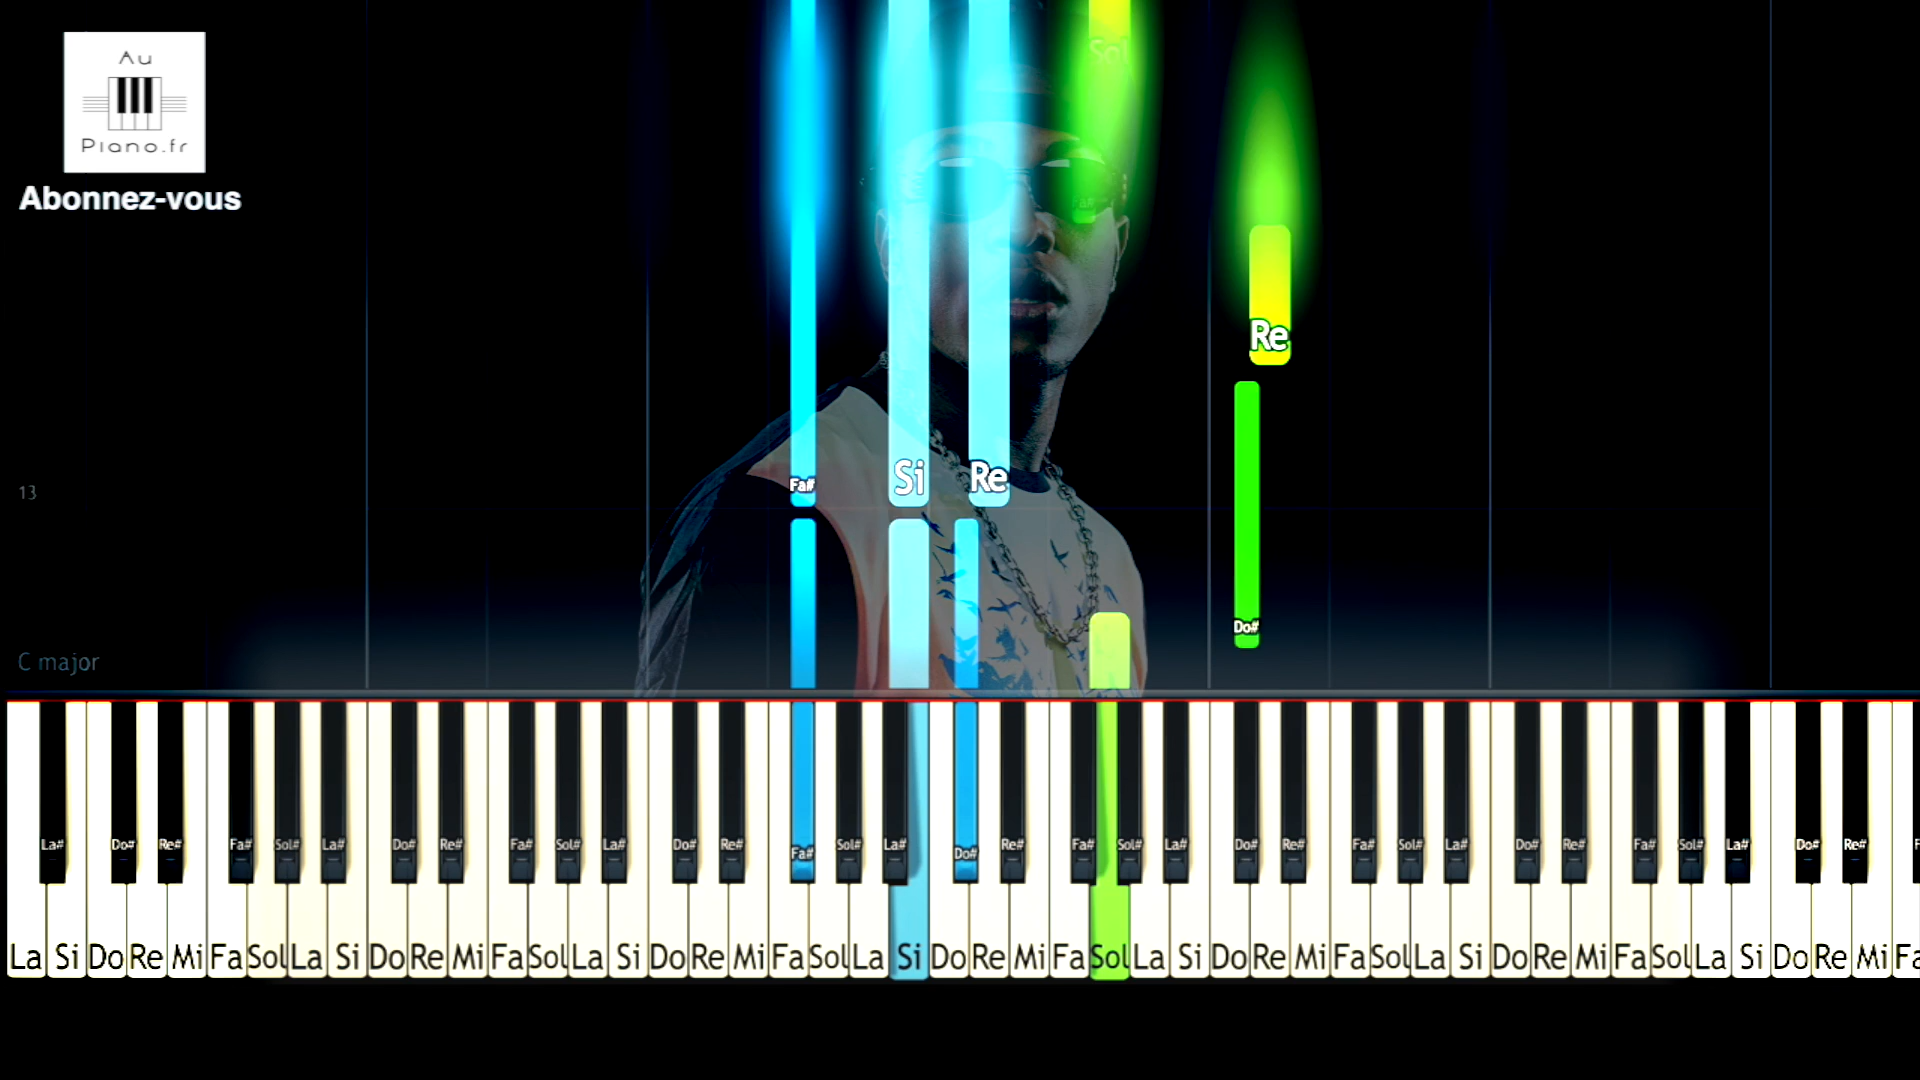 Au
Piano.fr
Abonnez-vous
Sol
Fa#
Re
Fa#
Si
Re
13
Do#
C major
La# Do# Re# Fa# Sol# La# Do# Re# Fa# Sol# La# Do# Re# Fa# Sol# La# Do# Re# Fa# Sol# La# Do# Re# Fa# Sol# La# Do# Re# Fa# Sol# La# Do# Re# F
La Si Do Re Mi Fa Sol La Si Do Re Mi Fa Sol La Si Do Re Mi Fa Sol La Si Do Re Mi Fa Sol La Si Do Re Mi Fa Sol La Si Do Re Mi Fa Sol La Si Do Re Mi Fa